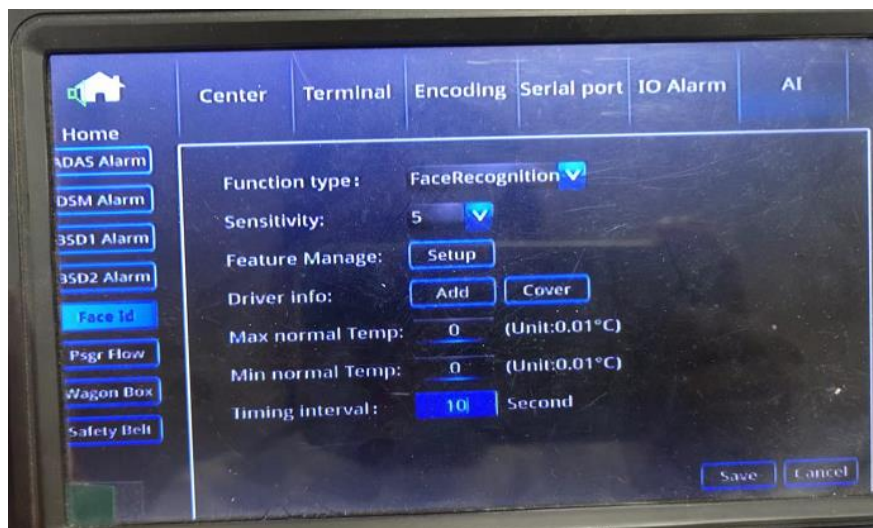 Home
Center Terminal Encoding Serial port IO Alarm AI
ADAS Alarm
DSM Alarm
BSD1 Alarm
BSD2 Alarm
Face Id
Psgr Flow
Wagon Box
Safety Belt
Function type: FaceRecognition
Sensitivity: 5
Feature Manage: Setup
Driver info: Add Cover
Max normal Temp: 0 (Unit:0.01°C)
Min normal Temp: 0 (Unit:0.01°C)
Timing interval: 10 Second
Save Cancel